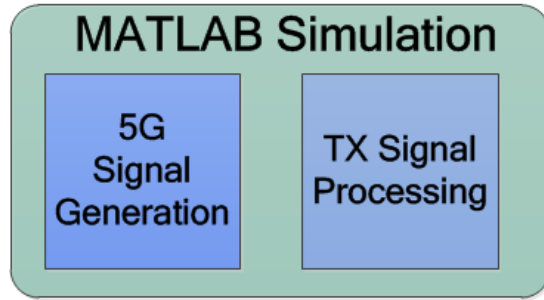 MATLAB Simulation
5G
Signal
Generation
TX Signal
Processing